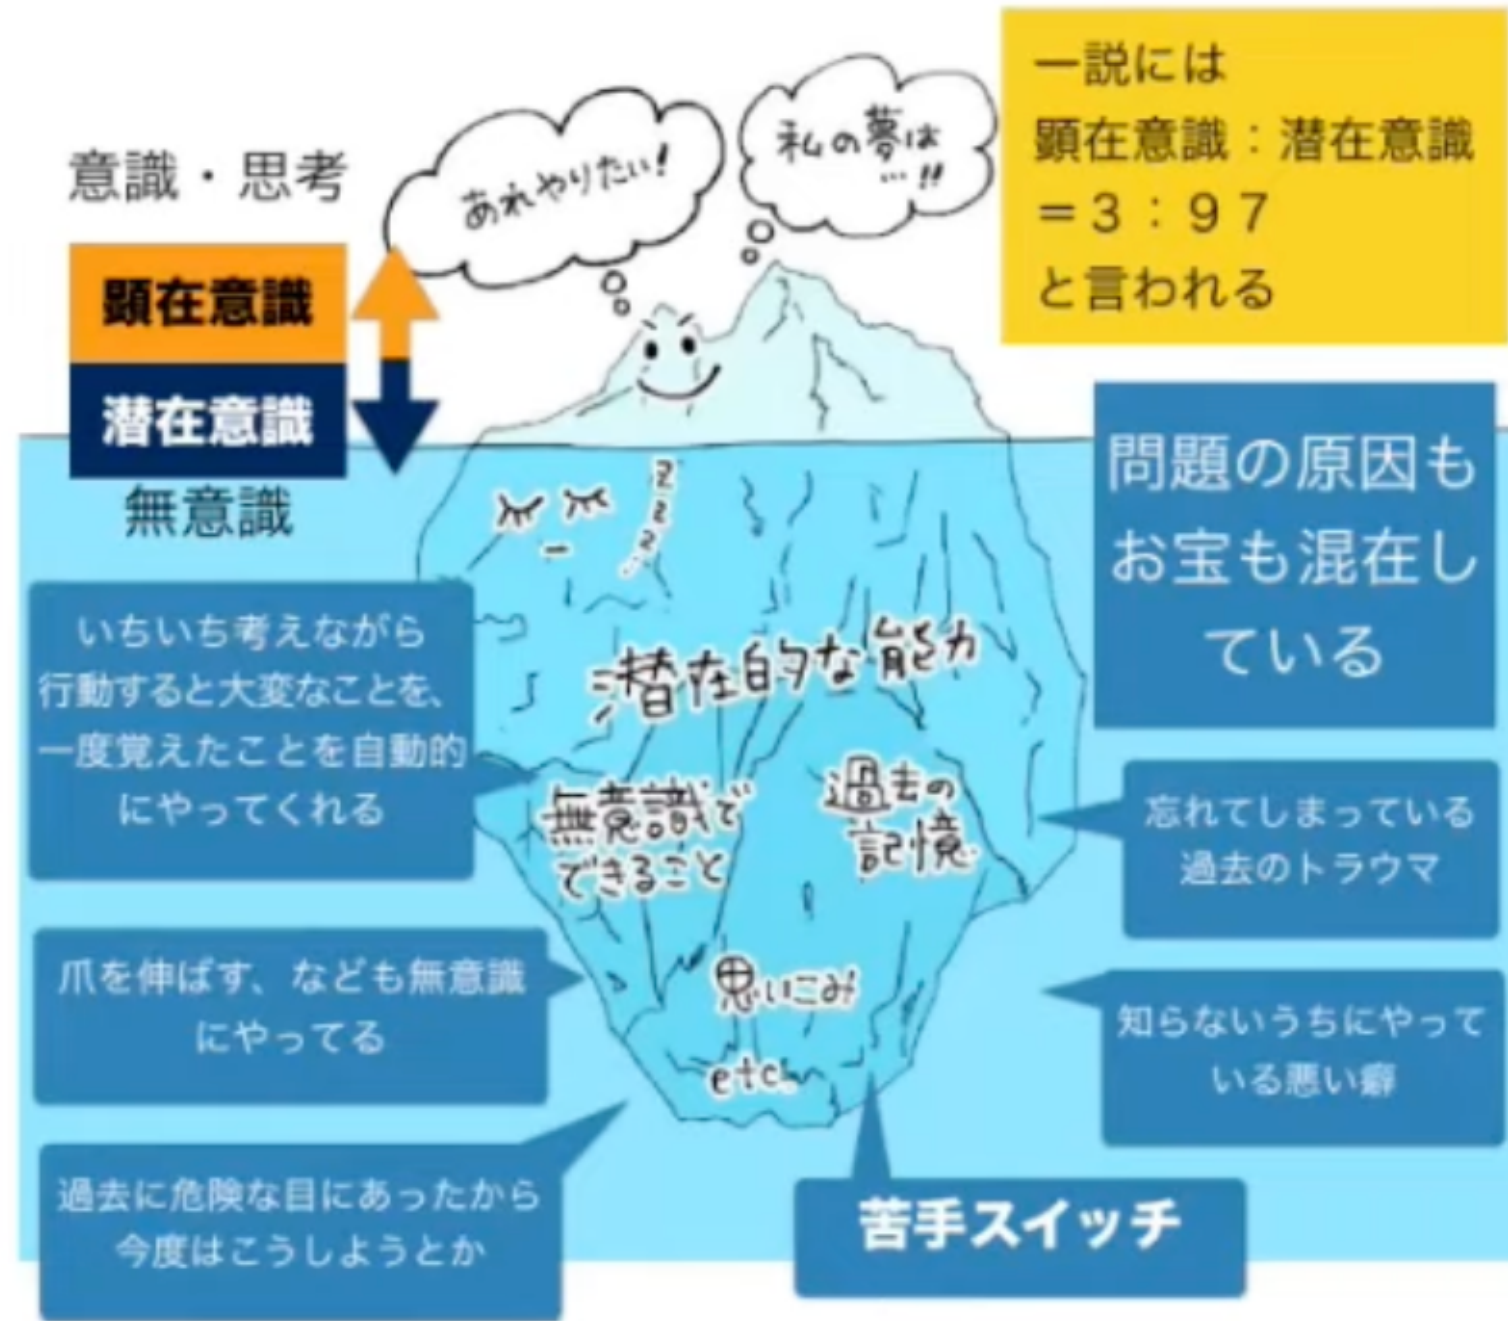 一説には
顕在意識：潜在意識
＝３：９７
と言われる
私の夢は
…!!
あれやりたい!
意識・思考
顕在意識
潜在意識
無意識
z
z
z
z
問題の原因も
お宝も混在し
ている
いちいち考えながら
行動すると大変なことを、
一度覚えたことを自動的
にやってくれる
潜在的な能力
無意識で
できること
過去の
記憶
忘れてしまっている
過去のトラウマ
爪を伸ばす、なども無意識
にやってる
思いこみ
etc.
知らないうちにやって
いる悪い癖
過去に危険な目にあったから
今度はこうしようとか
苦手スイッチ